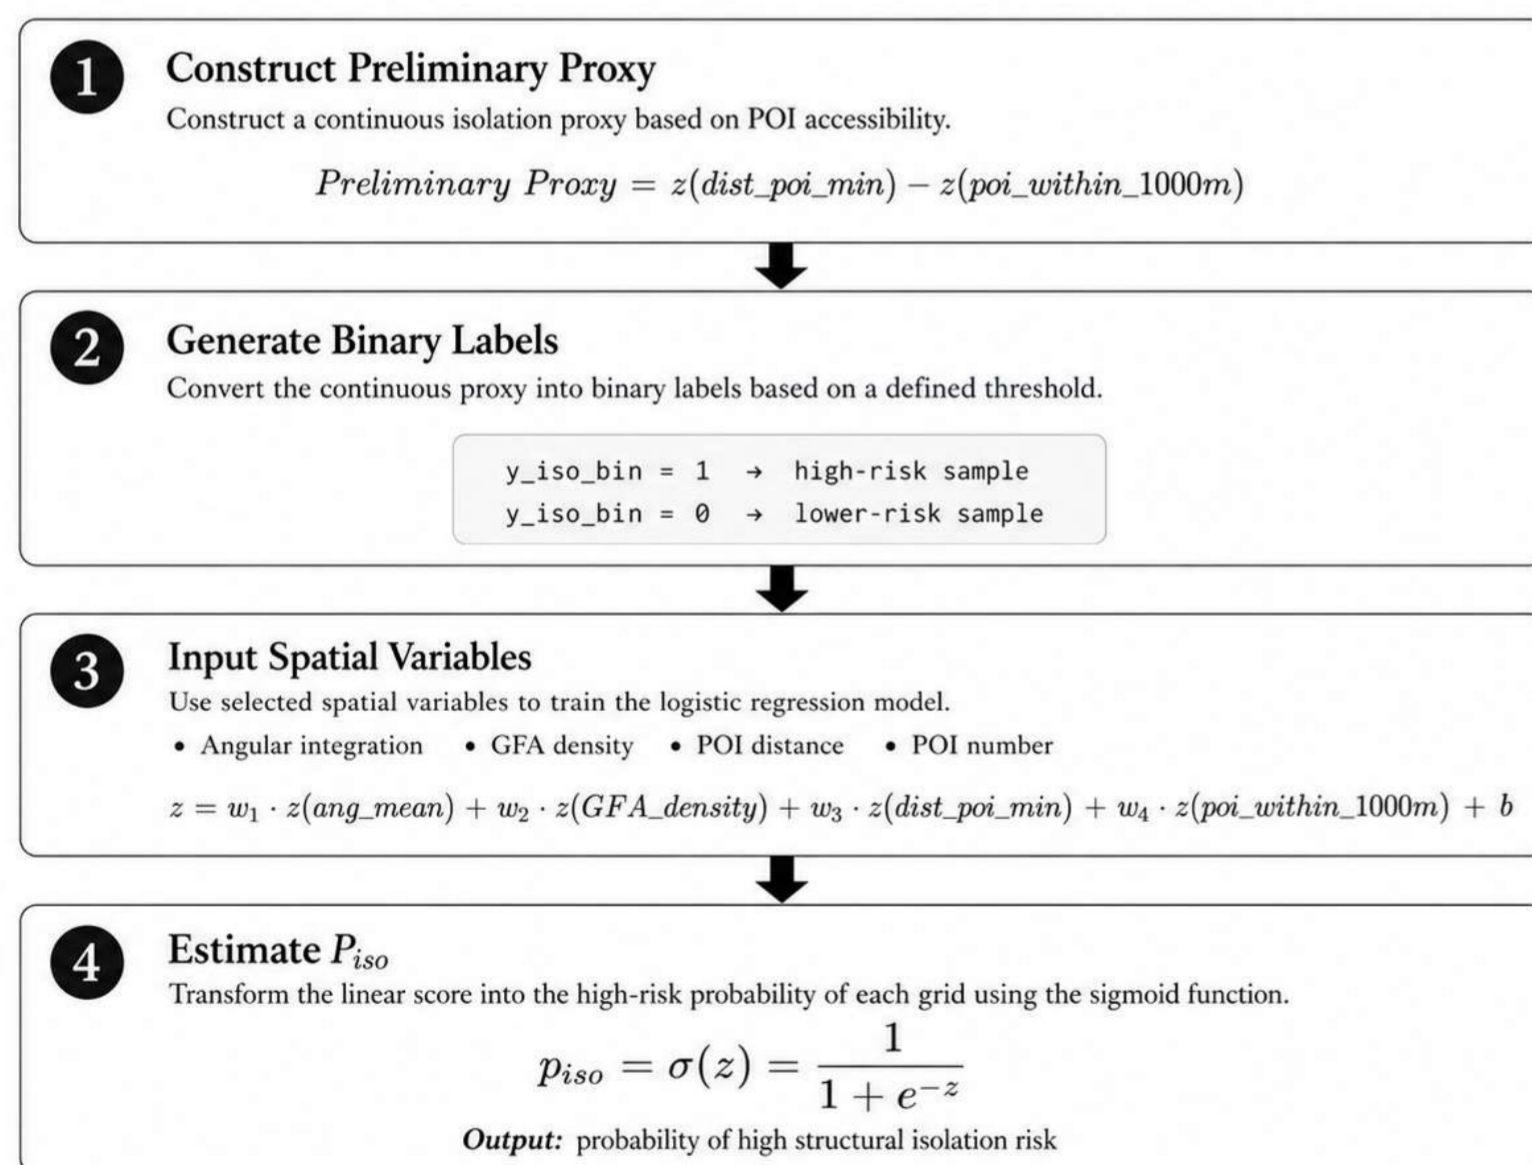 1
Construct Preliminary Proxy
Construct a continuous isolation proxy based on POI accessibility.
Preliminary Proxy = z(dist_poi_min) − z(poi_within_1000m)
2
Generate Binary Labels
Convert the continuous proxy into binary labels based on a defined threshold.
y_iso_bin = 1 → high-risk sample
y_iso_bin = 0 → lower-risk sample
3
Input Spatial Variables
Use selected spatial variables to train the logistic regression model.
• Angular integration • GFA density • POI distance • POI number
z = w₁ · z(ang_mean) + w₂ · z(GFA_density) + w₃ · z(dist_poi_min) + w₄ · z(poi_within_1000m) + b
4
Estimate P_iso
Transform the linear score into the high-risk probability of each grid using the sigmoid function.
p_iso = σ(z) = 1 / (1 + e^−z)
Output: probability of high structural isolation risk